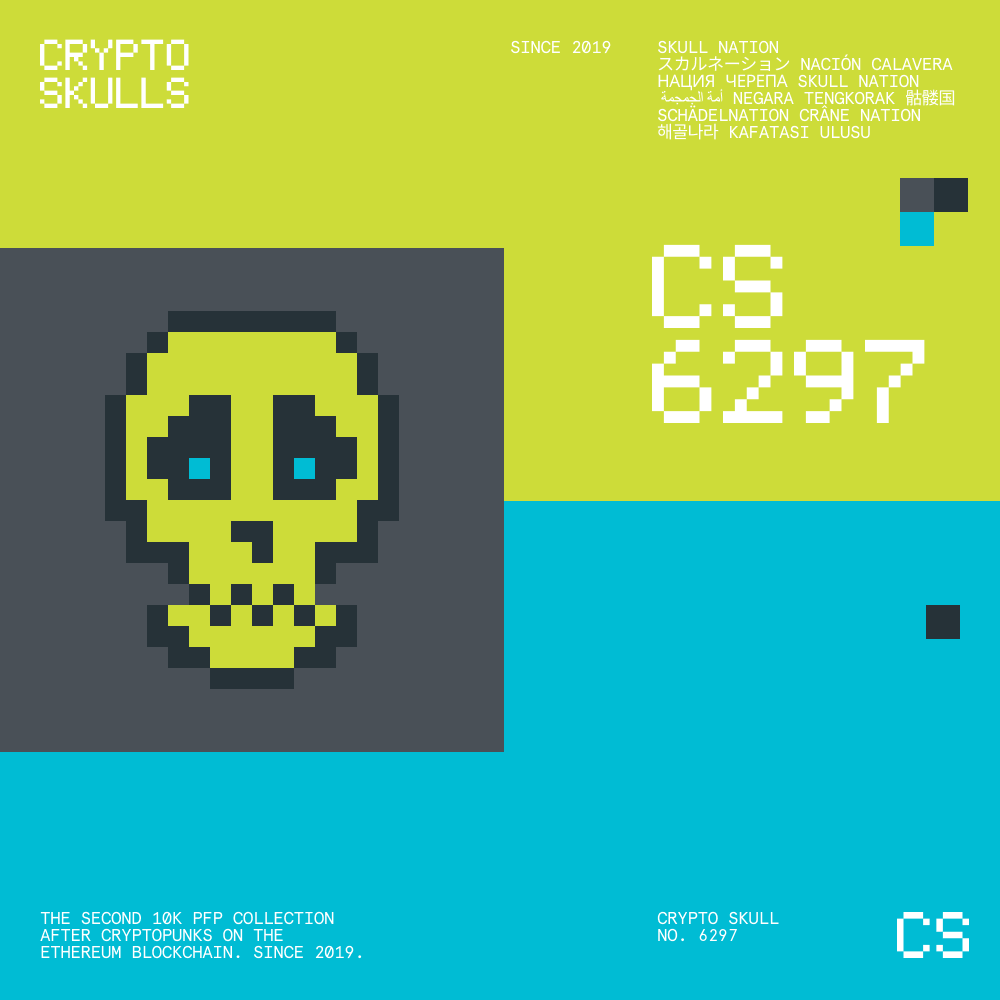 CRYPTO
SKULLS
SINCE 2019
SKULL NATION
スカルネーション NACIÓN CALAVERA
НАЦИЯ ЧЕРЕПА SKULL NATION
أمة الجمجمة NEGARA TENGKORAK 骷髅国
SCHÄDELNATION CRÂNE NATION
해골나라 KAFATASI ULUSU
CS
6297
THE SECOND 10K PFP COLLECTION
AFTER CRYPTOPUNKS ON THE
ETHEREUM BLOCKCHAIN. SINCE 2019.
CRYPTO SKULL
NO. 6297
CS